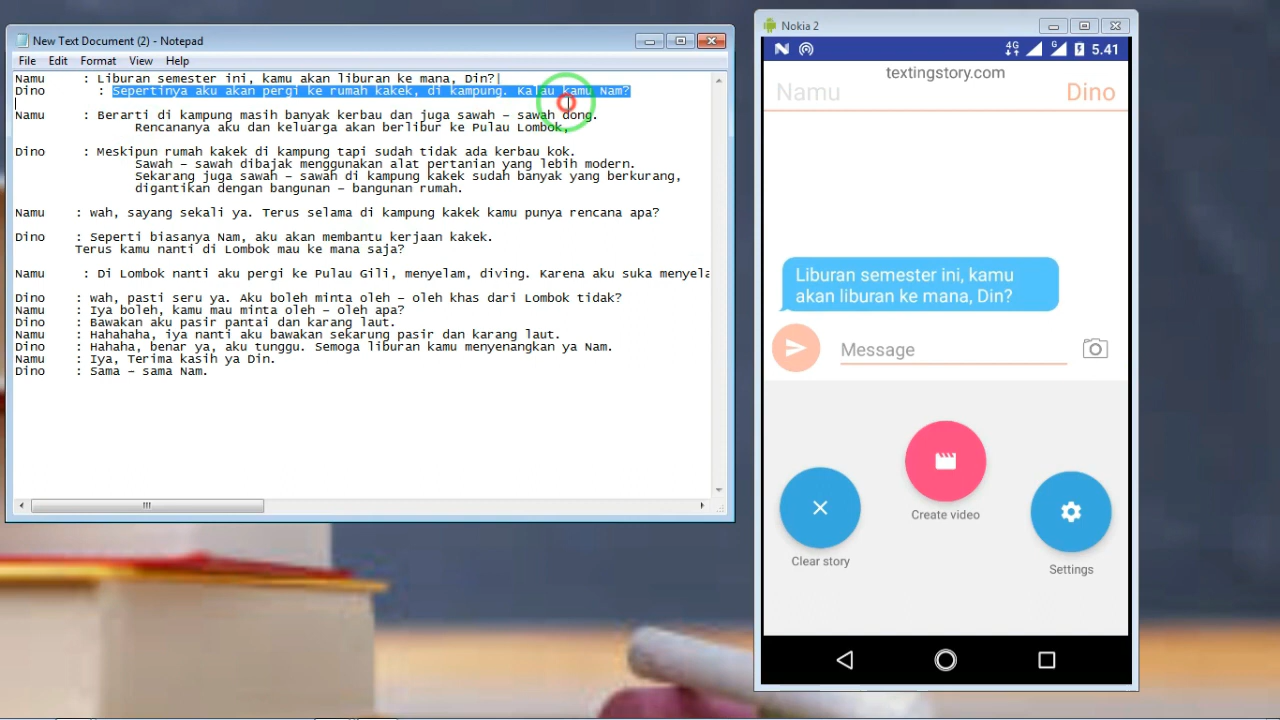 New Text Document (2) - Notepad
File Edit Format View Help
Namu : Liburan semester ini, kamu akan liburan ke mana, Din?
Dino : Sepertinya aku akan pergi ke rumah kakek, di kampung. Kalau kamu Nam?
Namu : Berarti di kampung masih banyak kerbau dan juga sawah – sawah dong.
Rencananya aku dan keluarga akan berlibur ke Pulau Lombok,
Dino : Meskipun rumah kakek di kampung tapi sudah tidak ada kerbau kok.
Sawah – sawah dibajak menggunakan alat pertanian yang lebih modern.
Sekarang juga sawah – sawah di kampung kakek sudah banyak yang berkurang,
digantikan dengan bangunan – bangunan rumah.
Namu : wah, sayang sekali ya. Terus selama di kampung kakek kamu punya rencana apa?
Dino : Seperti biasanya Nam, aku akan membantu kerjaan kakek.
Terus kamu nanti di Lombok mau ke mana saja?
Namu : Di Lombok nanti aku pergi ke Pulau Gili, menyelam, diving. Karena aku suka menyela
Dino : wah, pasti seru ya. Aku boleh minta oleh – oleh khas dari Lombok tidak?
Namu : Iya boleh, kamu mau minta oleh – oleh apa?
Dino : Bawakan aku pasir pantai dan karang laut.
Namu : Hahahaha, iya nanti aku bawakan sekarung pasir dan karang laut.
Dino : Hahaha, benar ya, aku tunggu. Semoga liburan kamu menyenangkan ya Nam.
Namu : Iya, Terima kasih ya Din.
Dino : Sama – sama Nam.
Nokia 2
4G G 5.41
textingstory.com
Namu Dino
Liburan semester ini, kamu
akan liburan ke mana, Din?
Message
Create video
Clear story
Settings